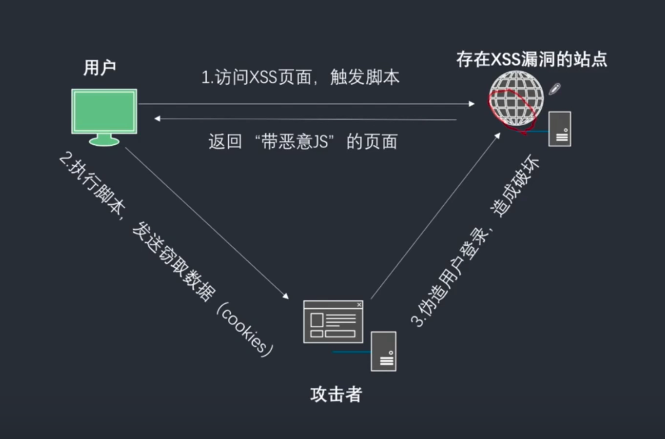 用户
存在XSS漏洞的站点
1.访问XSS页面，触发脚本
返回 “带恶意JS” 的页面
2.执行脚本，发送窃取数据（cookies）
3.伪造用户登录，造成破坏
攻击者